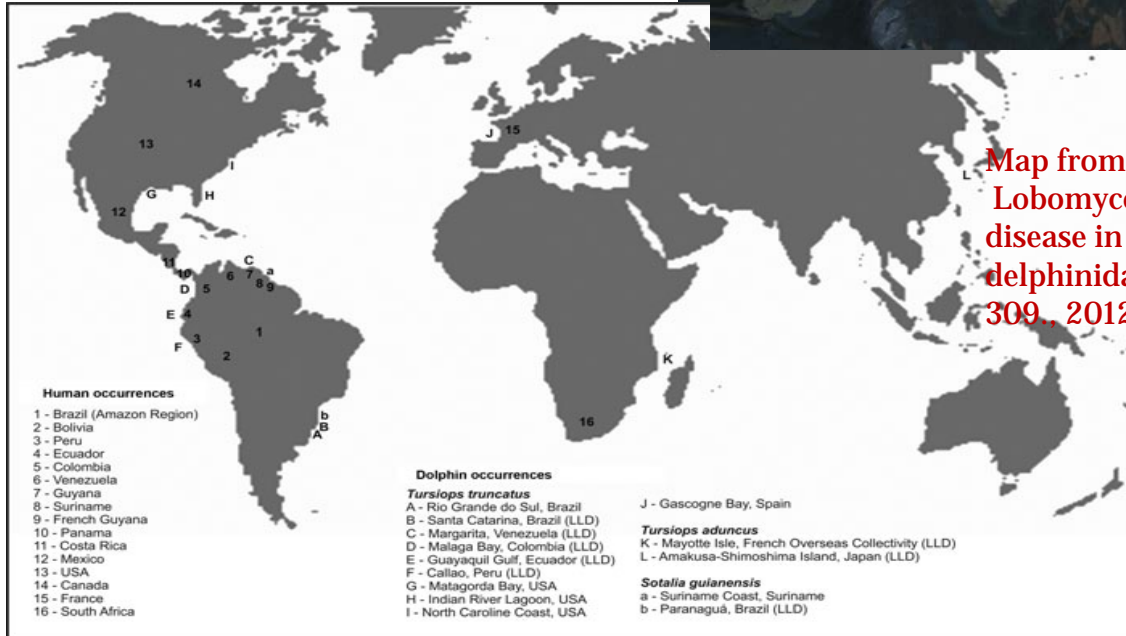 14
13
12
11
10
I
G
H
C
D
E
F
a
7
6
8
9
5
4
3
1
2
b
B
A
J
15
K
16
L
Map from
disease in
309., 2012
Human occurrences
1 - Brazil (Amazon Region)
2 - Bolivia
3 - Peru
4 - Ecuador
5 - Colombia
6 - Venezuela
7 - Guyana
8 - Suriname
9 - French Guyana
10 - Panama
11 - Costa Rica
12 - Mexico
13 - USA
14 - Canada
15 - France
16 - South Africa
Dolphin occurrences
Tursiops truncatus
A - Rio Grande do Sul, Brazil
B - Santa Catarina, Brazil (LLD)
C - Margarita, Venezuela (LLD)
D - Malaga Bay, Colombia (LLD)
E - Guayaquil Gulf, Ecuador (LLD)
F - Callao, Peru (LLD)
G - Matagorda Bay, USA
H - Indian River Lagoon, USA
I - North Caroline Coast, USA
J - Gascogne Bay, Spain
Tursiops aduncus
K - Mayotte Isle, French Overseas Collectivity (LLD)
L - Amakusa-Shimoshima Island, Japan (LLD)
Sotalia guianensis
a - Suriname Coast, Suriname
b - Paranaguá, Brazil (LLD)